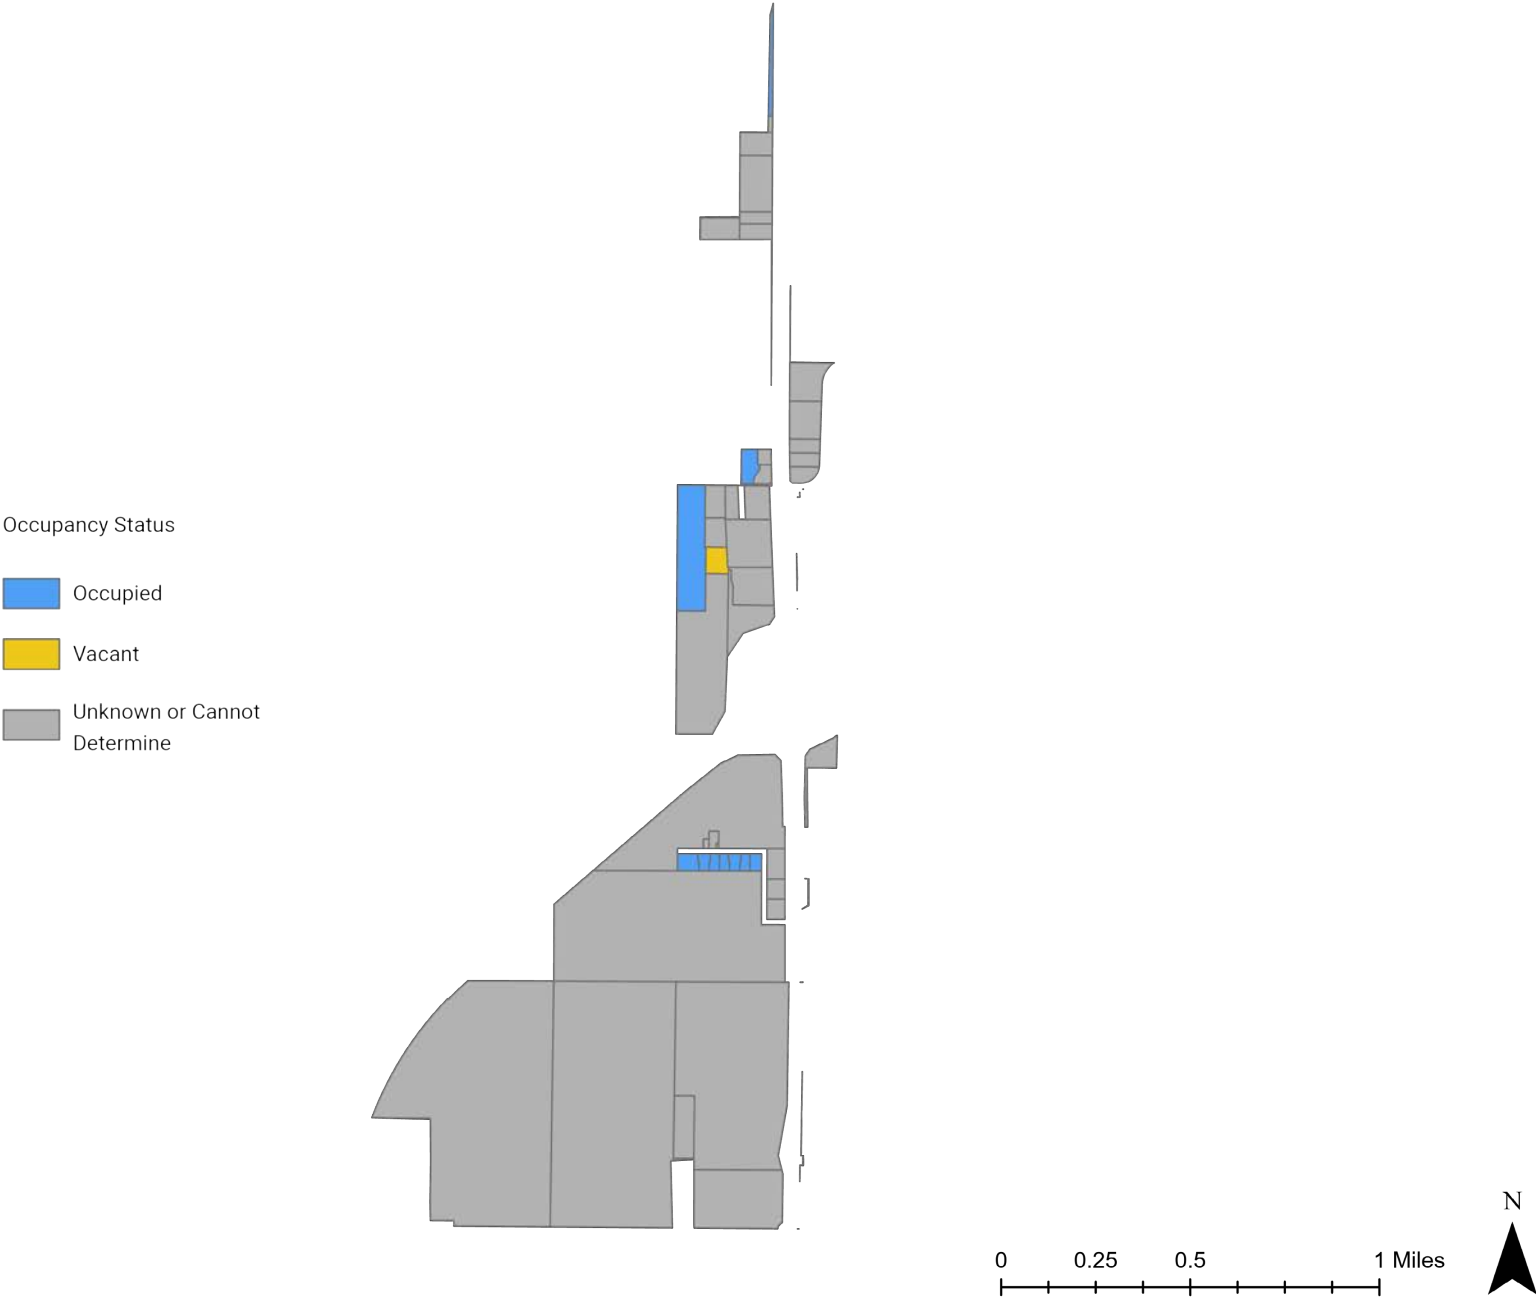 Occupancy Status
Occupied
Vacant
Unknown or Cannot
Determine
N
0 0.25 0.5 1 Miles